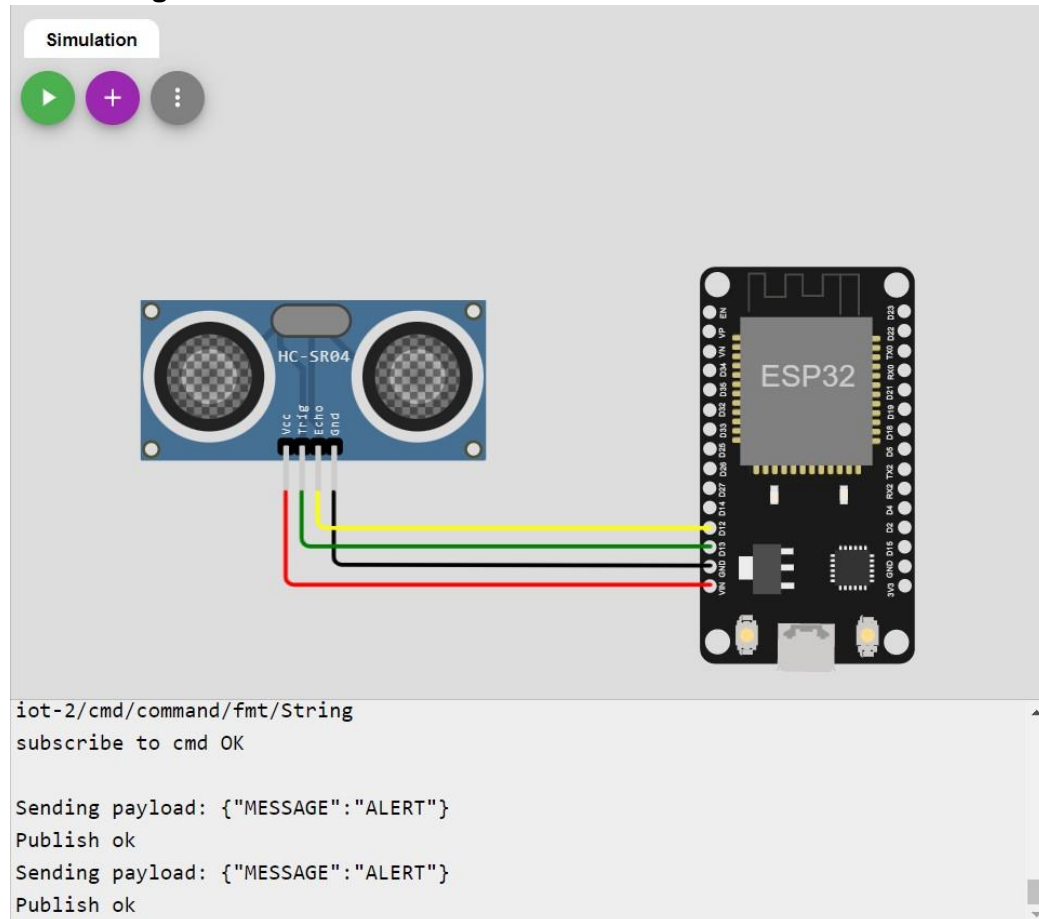 Simulation
HC-SR04
Vcc
Trig
Echo
Gnd
ESP32
EN
VP
VN
D34
D35
D32
D33
D25
D26
D27
D14
D12
D13
GND
VIN
D23
D22
TX0
RX0
D21
D19
D18
D5
TX2
RX2
D4
D2
D15
GND
3V3
iot-2/cmd/command/fmt/String
subscribe to cmd OK
Sending payload: {"MESSAGE":"ALERT"}
Publish ok
Sending payload: {"MESSAGE":"ALERT"}
Publish ok